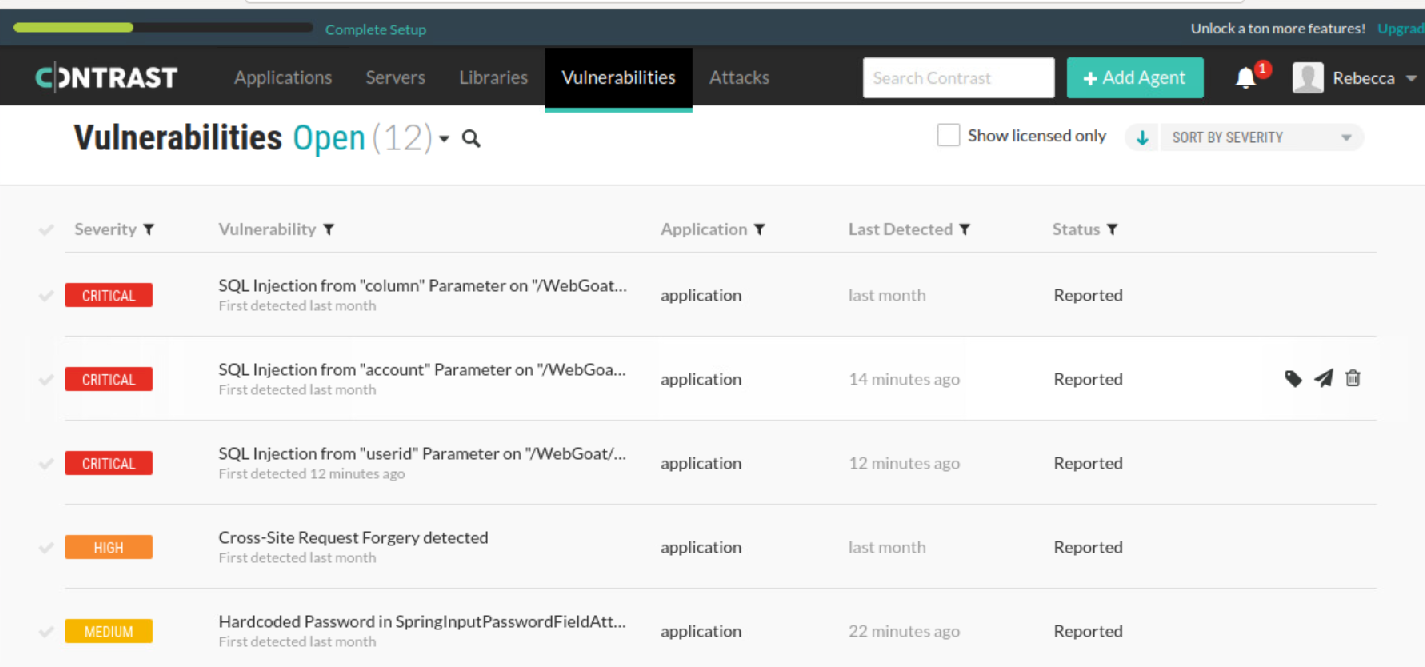 Complete Setup
Unlock a ton more features! Upgrad
CONTRAST Applications Servers Libraries Vulnerabilities Attacks Search Contrast + Add Agent 1 Rebecca
Vulnerabilities Open (12) Show licensed only SORT BY SEVERITY
Severity Vulnerability Application Last Detected Status
CRITICAL SQL Injection from "column" Parameter on "/WebGoat... application last month Reported
First detected last month
CRITICAL SQL Injection from "account" Parameter on "/WebGoa... application 14 minutes ago Reported
First detected last month
CRITICAL SQL Injection from "userid" Parameter on "/WebGoat/... application 12 minutes ago Reported
First detected 12 minutes ago
HIGH Cross-Site Request Forgery detected application last month Reported
First detected last month
MEDIUM Hardcoded Password in SpringInputPasswordFieldAtt... application 22 minutes ago Reported
First detected last month